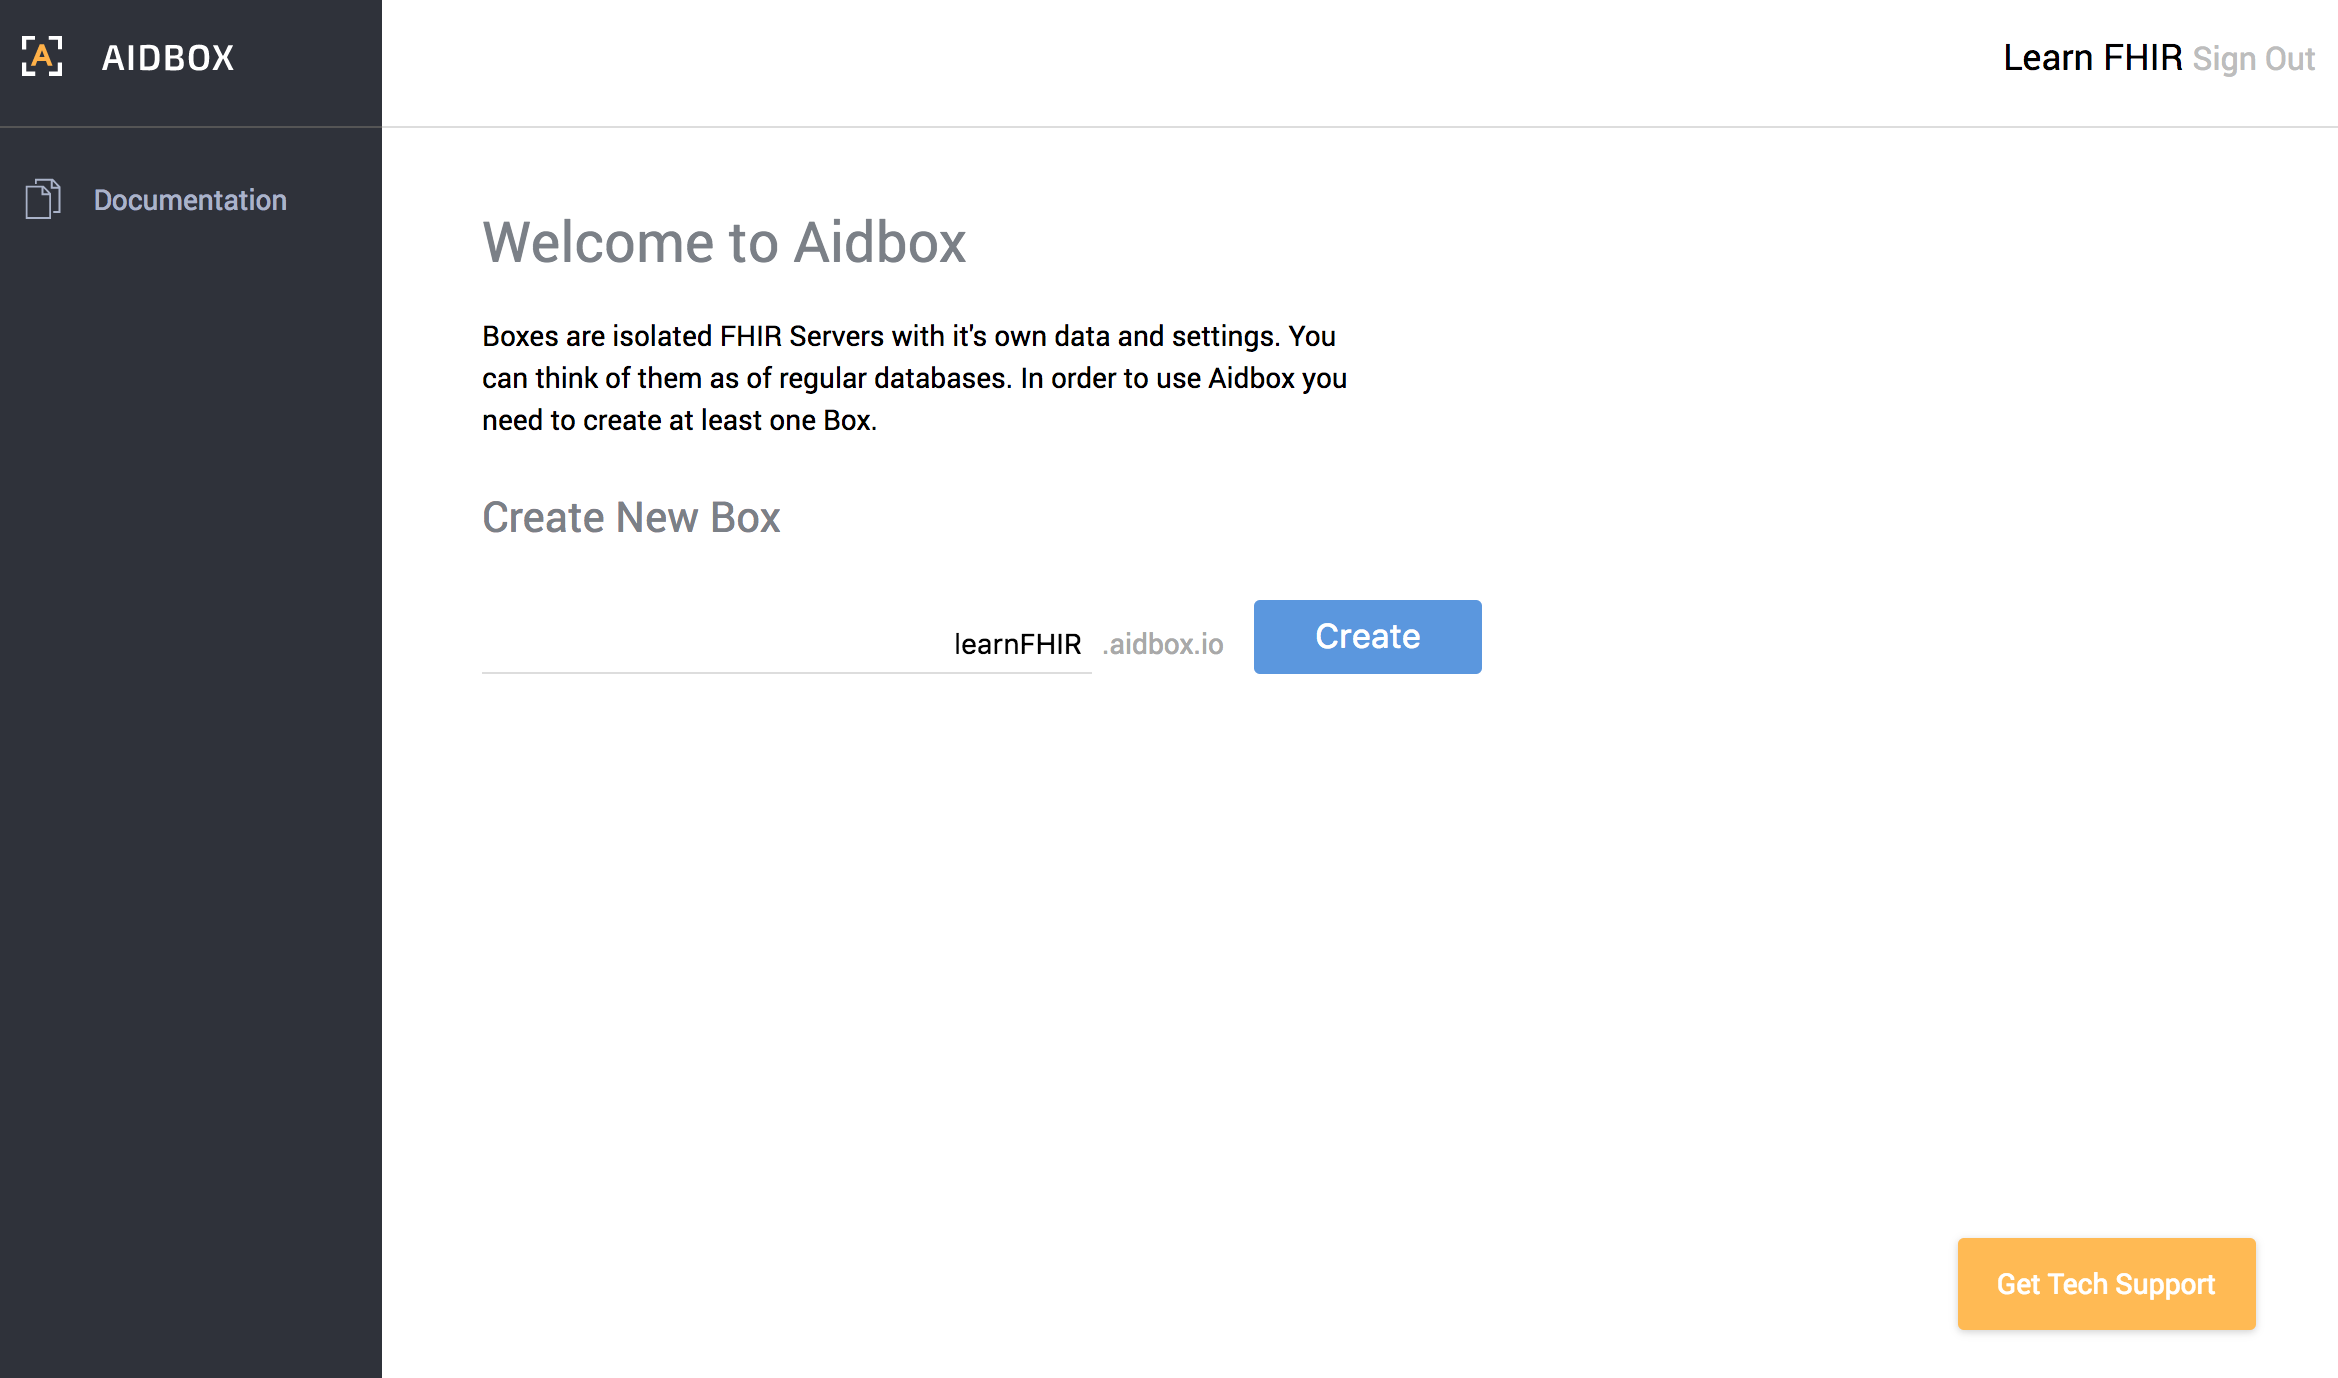 A AIDBOX
Learn FHIR Sign Out
Documentation
Welcome to Aidbox
Boxes are isolated FHIR Servers with it's own data and settings. You
can think of them as of regular databases. In order to use Aidbox you
need to create at least one Box.
Create New Box
learnFHIR .aidbox.io Create
Get Tech Support